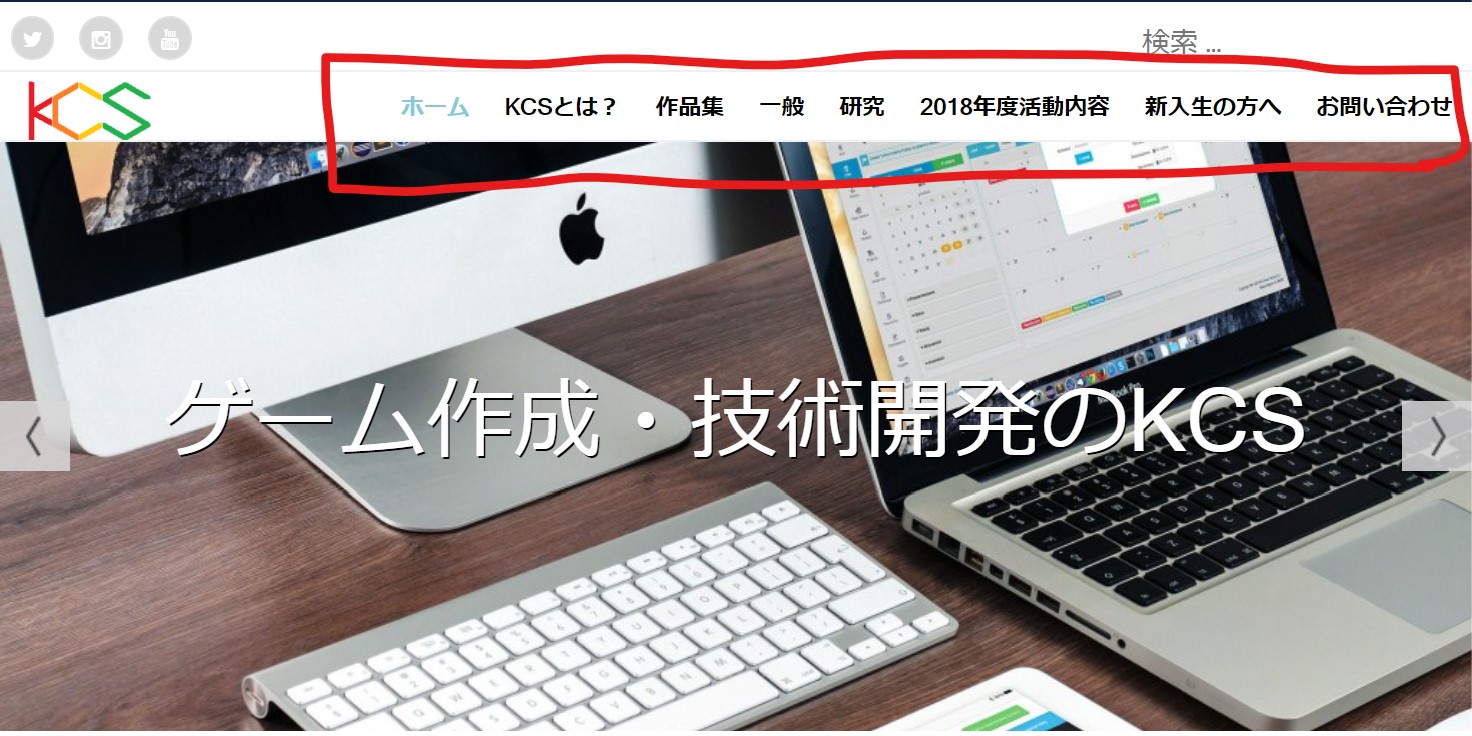 検索 ...
KCS
ホーム KCSとは？ 作品集 一般 研究 2018年度活動内容 新入生の方へ お問い合わせ
ゲーム作成・技術開発のKCS
MacBook Pro